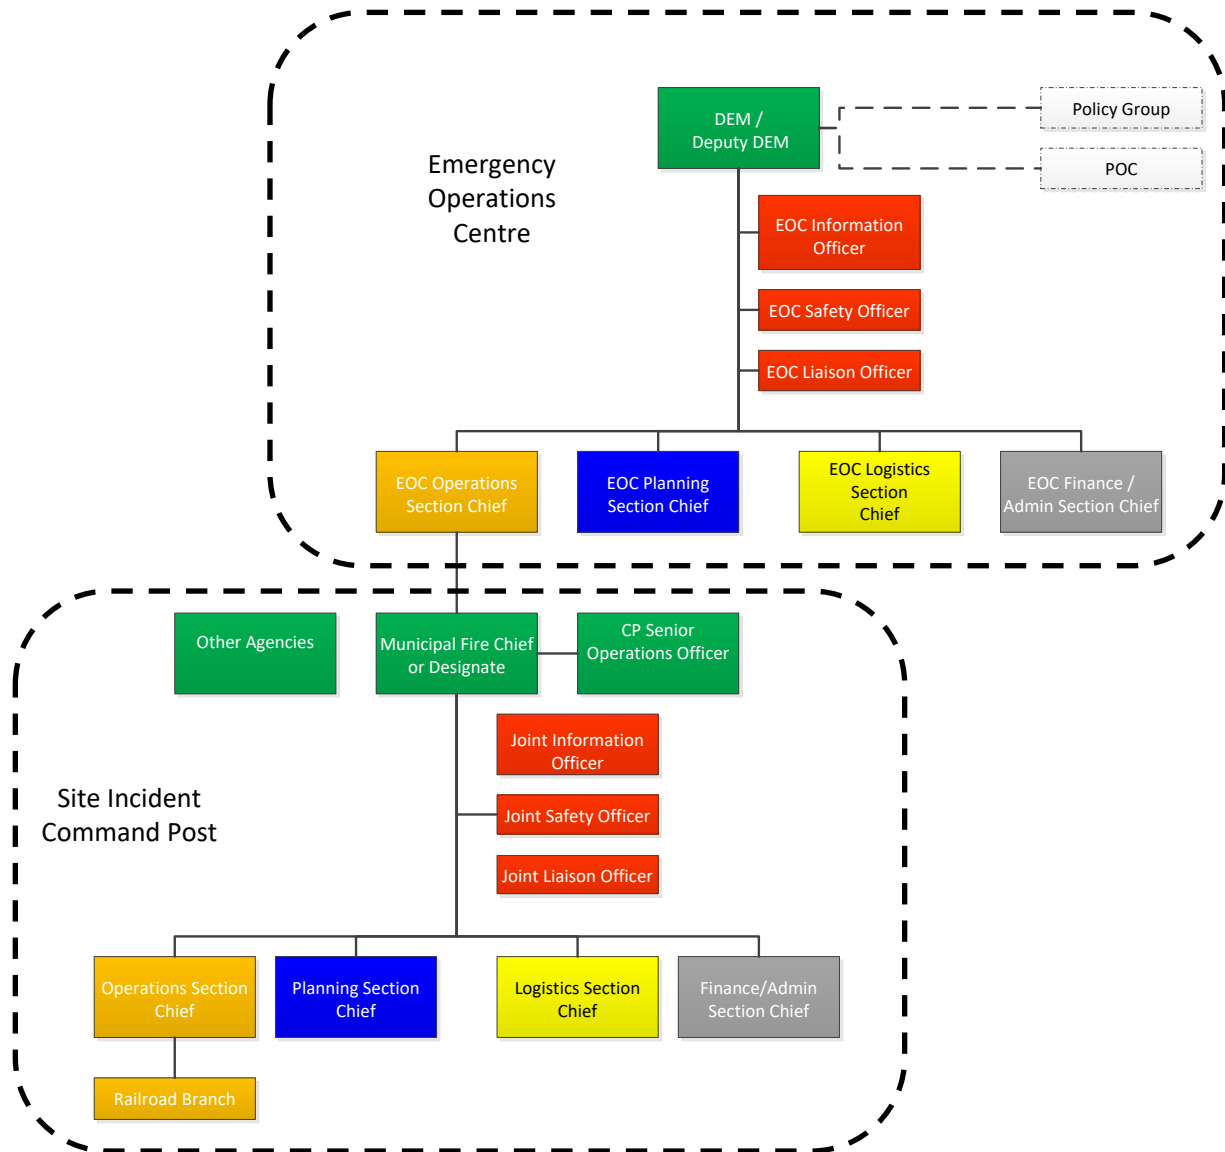 DEM /
Deputy DEM
Policy Group
POC
Emergency
Operations
Centre
EOC Information
Officer
EOC Safety Officer
EOC Liaison Officer
EOC Operations
Section Chief
EOC Planning
Section Chief
EOC Logistics
Section
Chief
EOC Finance /
Admin Section Chief
Other Agencies
Municipal Fire Chief
or Designate
CP Senior
Operations Officer
Joint Information
Officer
Site Incident
Command Post
Joint Safety Officer
Joint Liaison Officer
Operations Section
Chief
Planning Section
Chief
Logistics Section
Chief
Finance/Admin
Section Chief
Railroad Branch